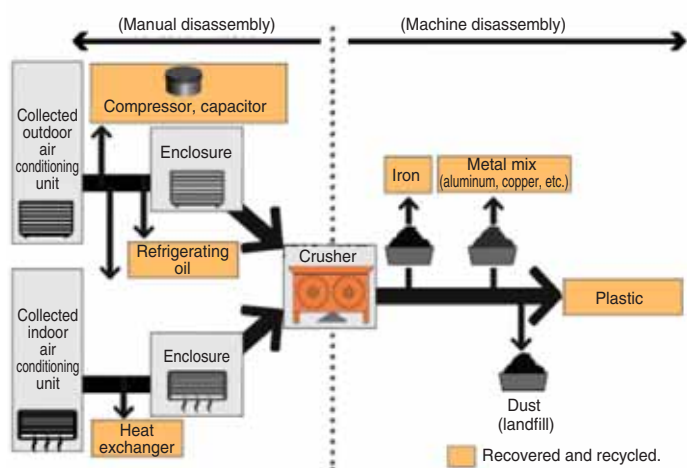 (Manual disassembly)
(Machine disassembly)
Compressor, capacitor
Collected
outdoor
air
conditioning
unit
Enclosure
Refrigerating
oil
Collected
indoor
air
conditioning
unit
Enclosure
Heat
exchanger
Crusher
Iron
Metal mix
(aluminum, copper, etc.)
Plastic
Dust
(landfill)
Recovered and recycled.